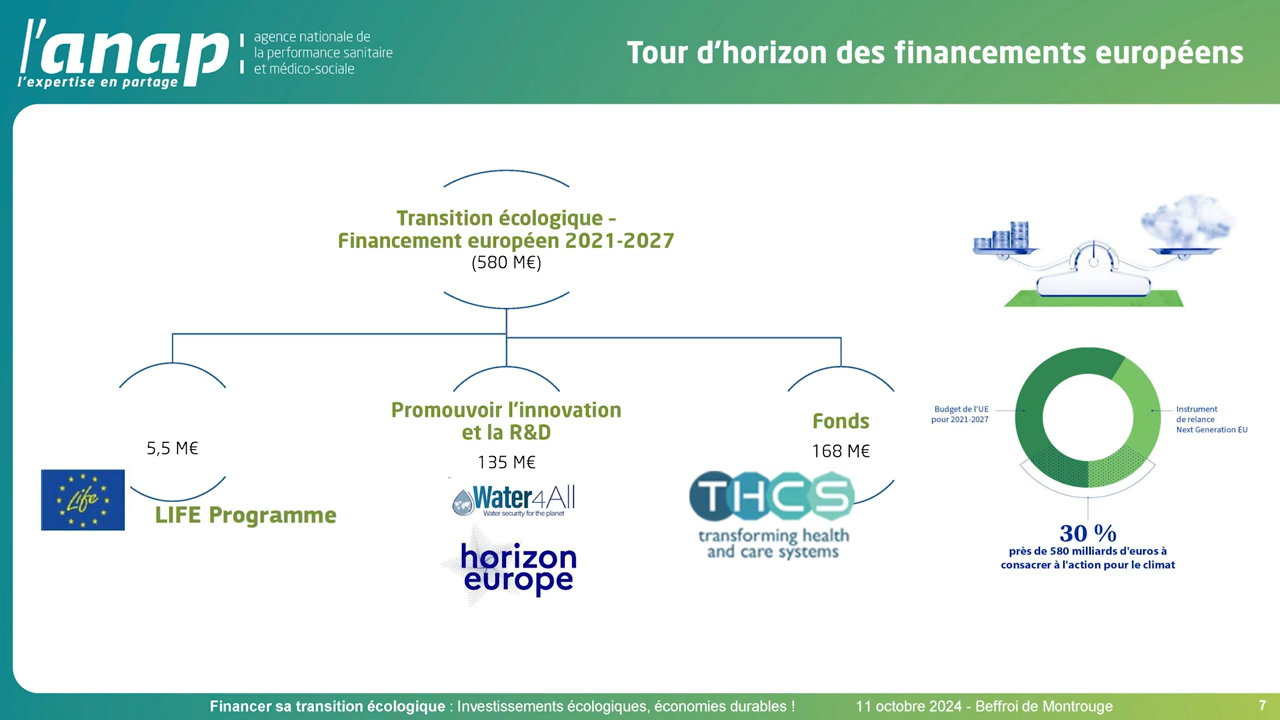 l'anap
l'expertise en partage
agence nationale de
la performance sanitaire
et médico-sociale
Tour d'horizon des financements européens
Transition écologique –
Financement européen 2021-2027
(580 M€)
5,5 M€
Life
LIFE Programme
Promouvoir l'innovation
et la R&D
135 M€
Water4All
Water security for the planet
horizon
europe
Fonds
168 M€
THCS
transforming health
and care systems
Budget de l'UE
pour 2021-2027
Instrument
de relance
Next Generation EU
30 %
près de 580 milliards d'euros à
consacrer à l'action pour le climat
Financer sa transition écologique : Investissements écologiques, économies durables !
11 octobre 2024 - Beffroi de Montrouge
7